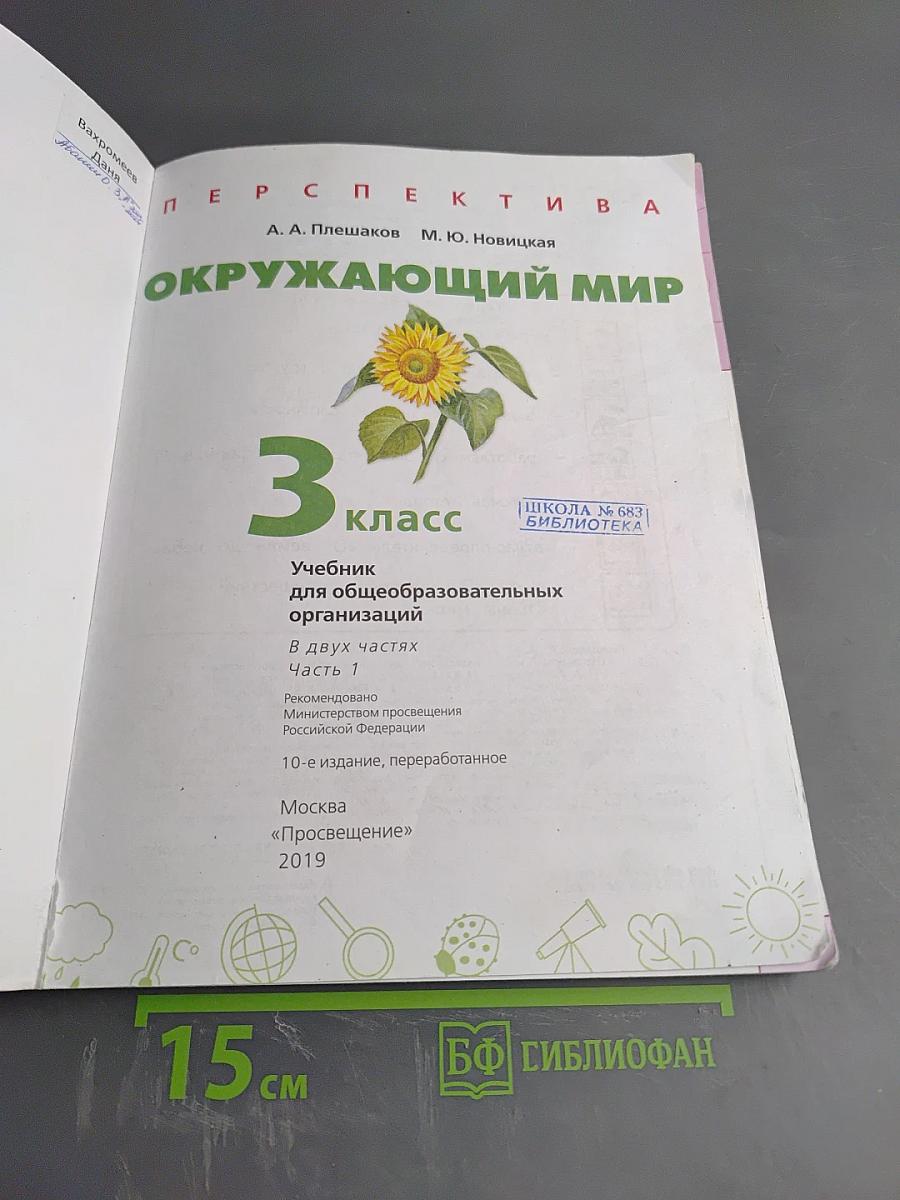 Вахромеев
Даня
ПЕРСПЕКТИВА
А. А. Плешаков М. Ю. Новицкая
ОКРУЖАЮЩИЙ МИР
3 класс
ШКОЛА № 683
БИБЛИОТЕКА
Учебник
для общеобразовательных
организаций
В двух частях
Часть 1
Рекомендовано
Министерством просвещения
Российской Федерации
10-е издание, переработанное
Москва
«Просвещение»
2019
15 см
БФ БИБЛИОФАН